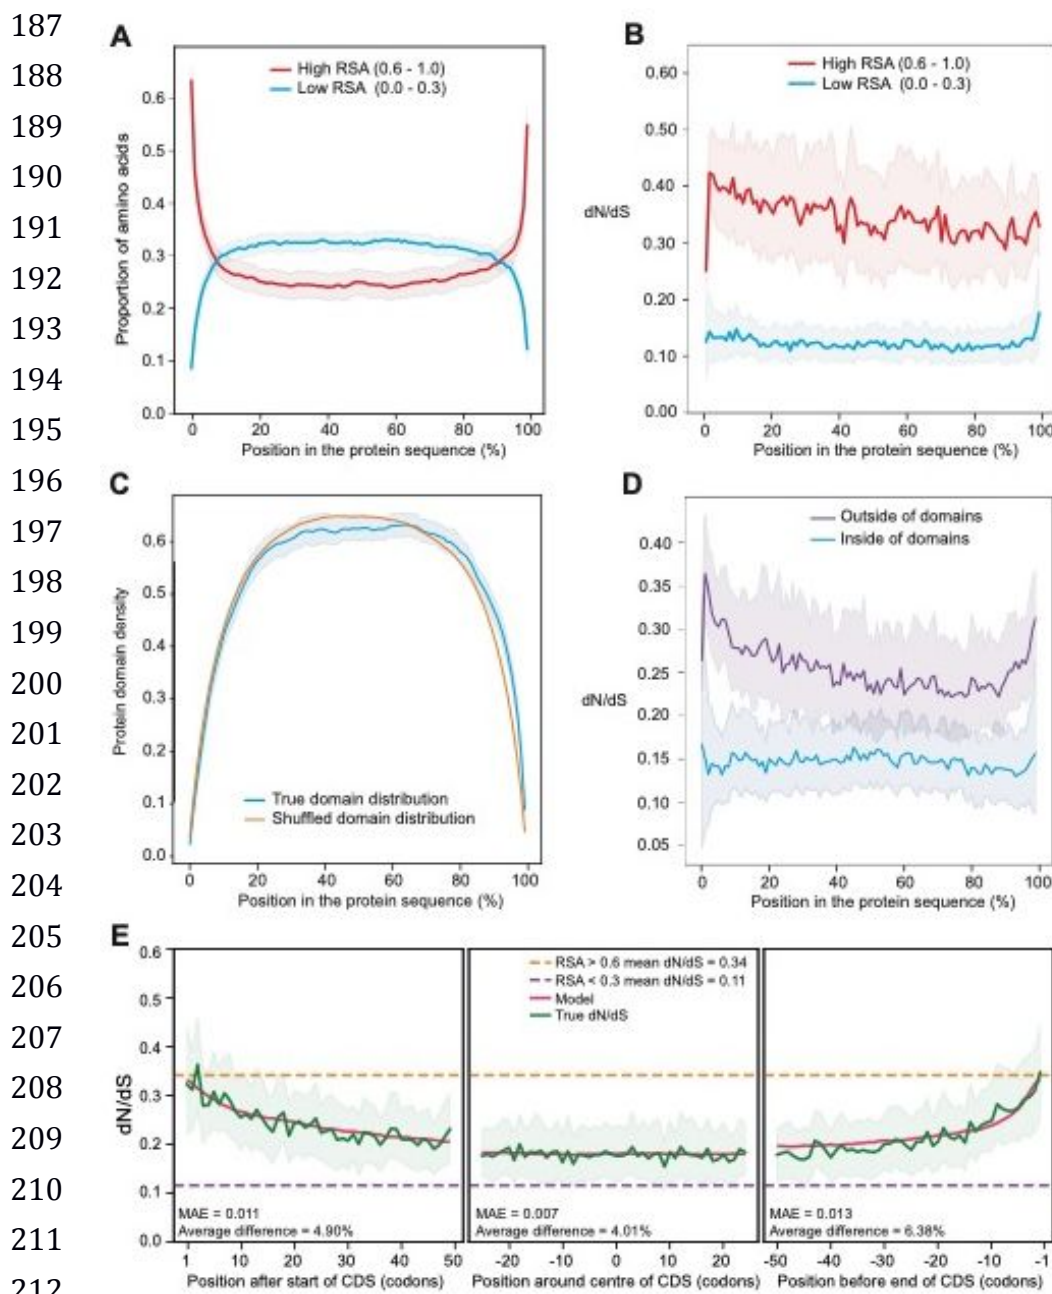 187
188
189
190
191
192
193
194
195
196
197
198
199
200
201
202
203
204
205
206
207
208
209
210
211
212
A
High RSA (0.6 - 1.0)
Low RSA (0.0 - 0.3)
Proportion of amino acids
0.6
0.5
0.4
0.3
0.2
0.1
0.0
0 20 40 60 80 100
Position in the protein sequence (%)
B
High RSA (0.6 - 1.0)
Low RSA (0.0 - 0.3)
dN/dS
0.60
0.50
0.40
0.30
0.20
0.10
0.00
0 20 40 60 80 100
Position in the protein sequence (%)
C
Protein domain density
0.6
0.5
0.4
0.3
0.2
0.1
0.0
True domain distribution
Shuffled domain distribution
0 20 40 60 80 100
Position in the protein sequence (%)
D
Outside of domains
Inside of domains
dN/dS
0.40
0.35
0.30
0.25
0.20
0.15
0.10
0.05
0 20 40 60 80 100
Position in the protein sequence (%)
E
dN/dS
0.6
0.5
0.4
0.3
0.2
0.1
0.0
RSA > 0.6 mean dN/dS = 0.34
RSA < 0.3 mean dN/dS = 0.11
Model
True dN/dS
MAE = 0.011
Average difference = 4.90%
1 10 20 30 40 50
Position after start of CDS (codons)
MAE = 0.007
Average difference = 4.01%
-20 -10 0 10 20
Position around centre of CDS (codons)
MAE = 0.013
Average difference = 6.38%
-50 -40 -30 -20 -10 -1
Position before end of CDS (codons)